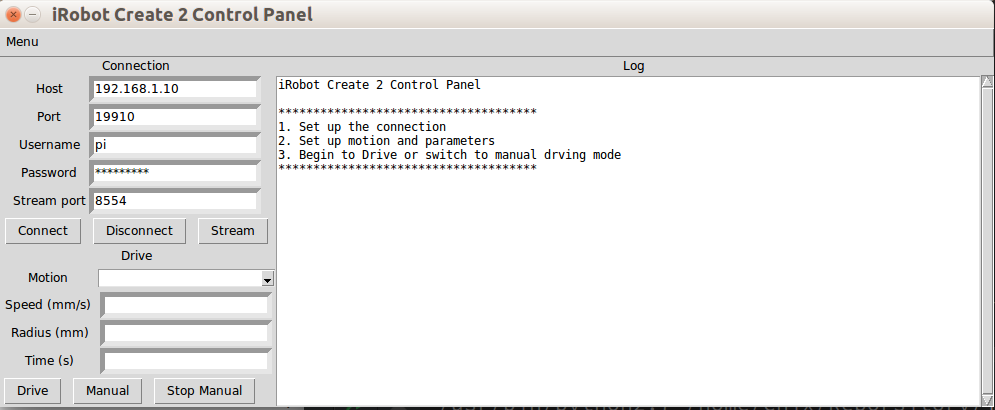 iRobot Create 2 Control Panel
Menu
Connection
Host 192.168.1.10
Port 19910
Username pi
Password *********
Stream port 8554
Connect Disconnect Stream
Drive
Motion
Speed (mm/s)
Radius (mm)
Time (s)
Drive Manual Stop Manual
Log
iRobot Create 2 Control Panel
*************************************
1. Set up the connection
2. Set up motion and parameters
3. Begin to Drive or switch to manual drving mode
*************************************